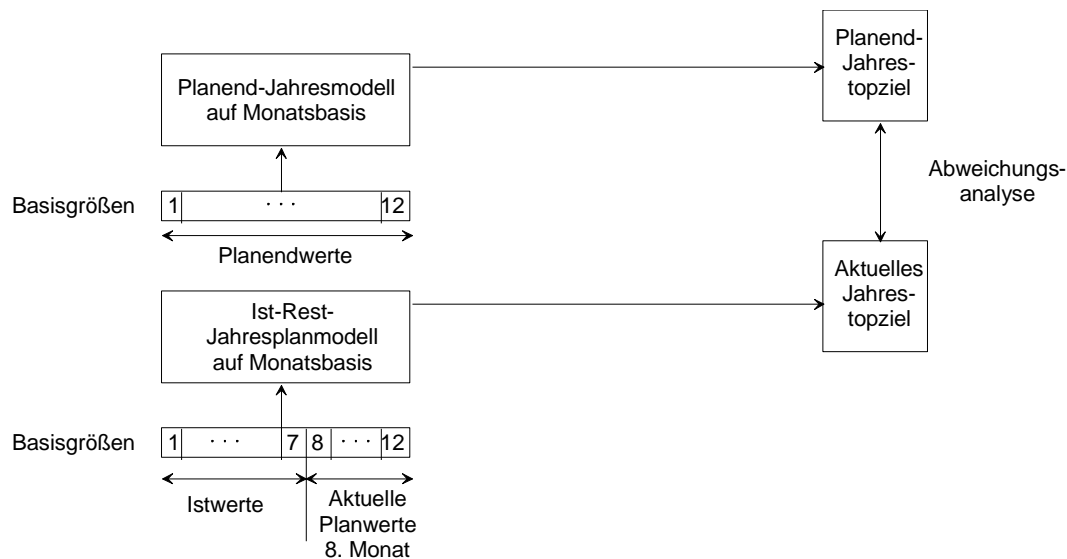 Planend-Jahresmodell
auf Monatsbasis
Planend-
Jahres-
topziel
Basisgrößen
1 · · · 12
Planendwerte
Abweichungs-
analyse
Ist-Rest-
Jahresplanmodell
auf Monatsbasis
Aktuelles
Jahres-
topziel
Basisgrößen
1 · · · 7 8 · · · 12
Istwerte
Aktuelle
Planwerte
8. Monat